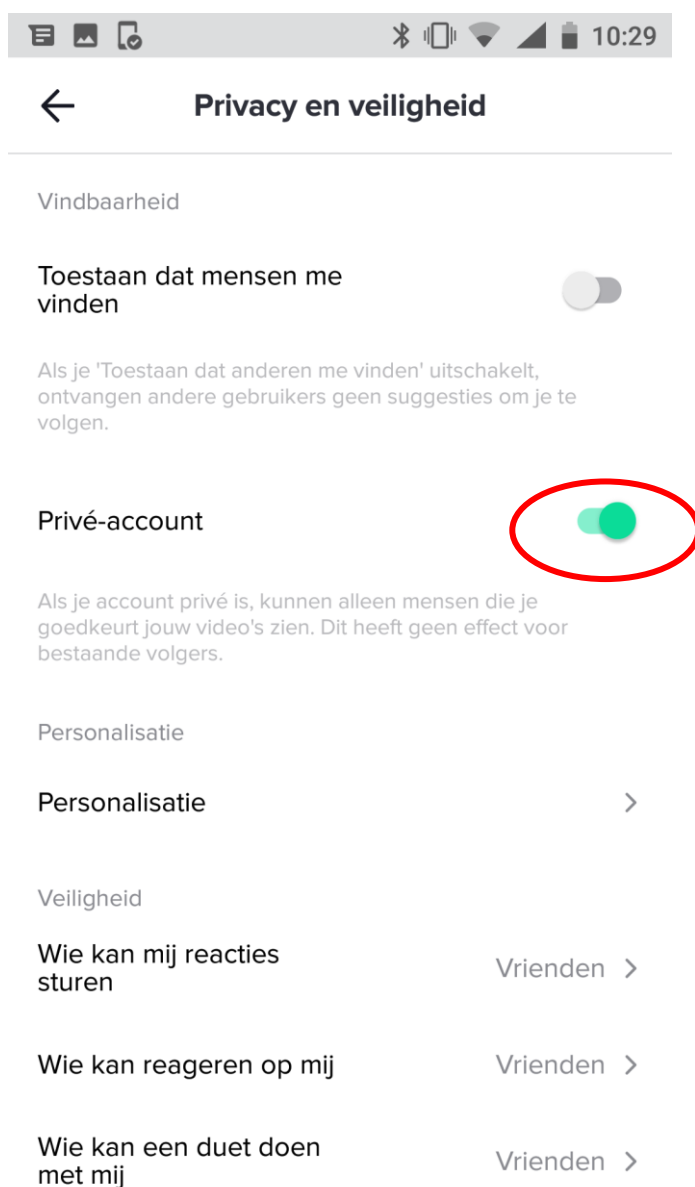 10:29
Privacy en veiligheid
Vindbaarheid
Toestaan dat mensen me
vinden
Als je 'Toestaan dat anderen me vinden' uitschakelt,
ontvangen andere gebruikers geen suggesties om je te
volgen.
Privé-account
Als je account privé is, kunnen alleen mensen die je
goedkeurt jouw video's zien. Dit heeft geen effect voor
bestaande volgers.
Personalisatie
Personalisatie
Veiligheid
Wie kan mij reacties
sturen
Vrienden
Wie kan reageren op mij
Vrienden
Wie kan een duet doen
met mij
Vrienden